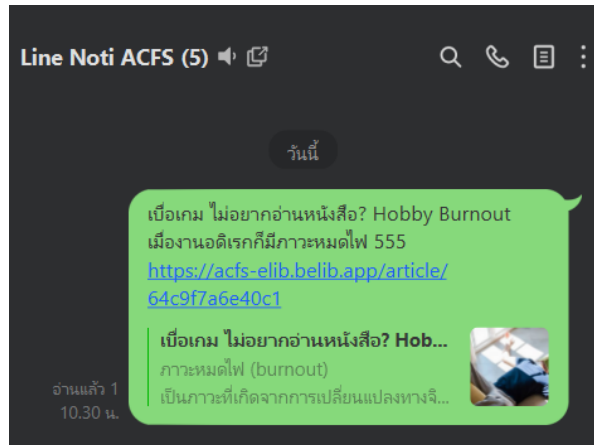 Line Noti ACFS (5)
วันนี้
เบื่อเกม ไม่อยากอ่านหนังสือ? Hobby Burnout
เมื่องานอดิเรกก็มีภาวะหมดไฟ 555
https://acfs-elib.belib.app/article/
64c9f7a6e40c1
เบื่อเกม ไม่อยากอ่านหนังสือ? Hob...
ภาวะหมดไฟ (burnout)
เป็นภาวะที่เกิดจากการเปลี่ยนแปลงทางจิ...
อ่านแล้ว 1
10.30 น.